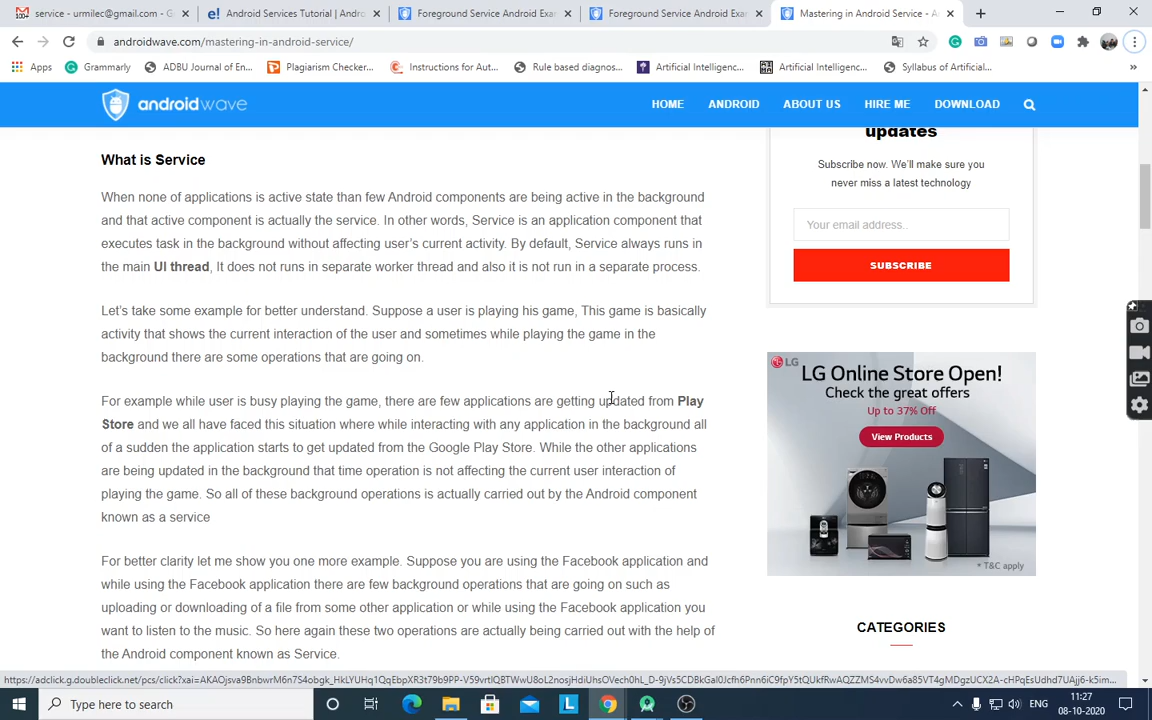 service - urmilec@gmail.com - G
Android Services Tutorial | Andro
Foreground Service Android Exar
Foreground Service Android Exar
Mastering in Android Service - A
androidwave.com/mastering-in-android-service/
Apps
Grammarly
ADBU Journal of En...
Plagiarism Checker...
Instructions for Aut...
Rule based diagnos...
Artificial Intelligenc...
Artificial Intelligenc...
Syllabus of Artificial...
androidwave
HOME
ANDROID
ABOUT US
HIRE ME
DOWNLOAD
What is Service
When none of applications is active state than few Android components are being active in the background
and that active component is actually the service. In other words, Service is an application component that
executes task in the background without affecting user's current activity. By default, Service always runs in
the main UI thread, It does not runs in separate worker thread and also it is not run in a separate process.
Let's take some example for better understand. Suppose a user is playing his game, This game is basically
activity that shows the current interaction of the user and sometimes while playing the game in the
background there are some operations that are going on.
For example while user is busy playing the game, there are few applications are getting updated from Play
Store and we all have faced this situation where while interacting with any application in the background all
of a sudden the application starts to get updated from the Google Play Store. While the other applications
are being updated in the background that time operation is not affecting the current user interaction of
playing the game. So all of these background operations is actually carried out by the Android component
known as a service
For better clarity let me show you one more example. Suppose you are using the Facebook application and
while using the Facebook application there are few background operations that are going on such as
uploading or downloading of a file from some other application or while using the Facebook application you
want to listen to the music. So here again these two operations are actually being carried out with the help of
the Android component known as Service.
updates
Subscribe now. We'll make sure you
never miss a latest technology
Your email address..
SUBSCRIBE
LG
LG Online Store Open!
Check the great offers
Up to 37% Off
View Products
* T&C apply
CATEGORIES
Type here to search
ENG
11:27
08-10-2020